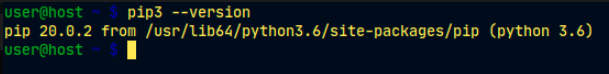 user@host ~ $ pip3 --version
pip 20.0.2 from /usr/lib64/python3.6/site-packages/pip (python 3.6)
user@host ~ $